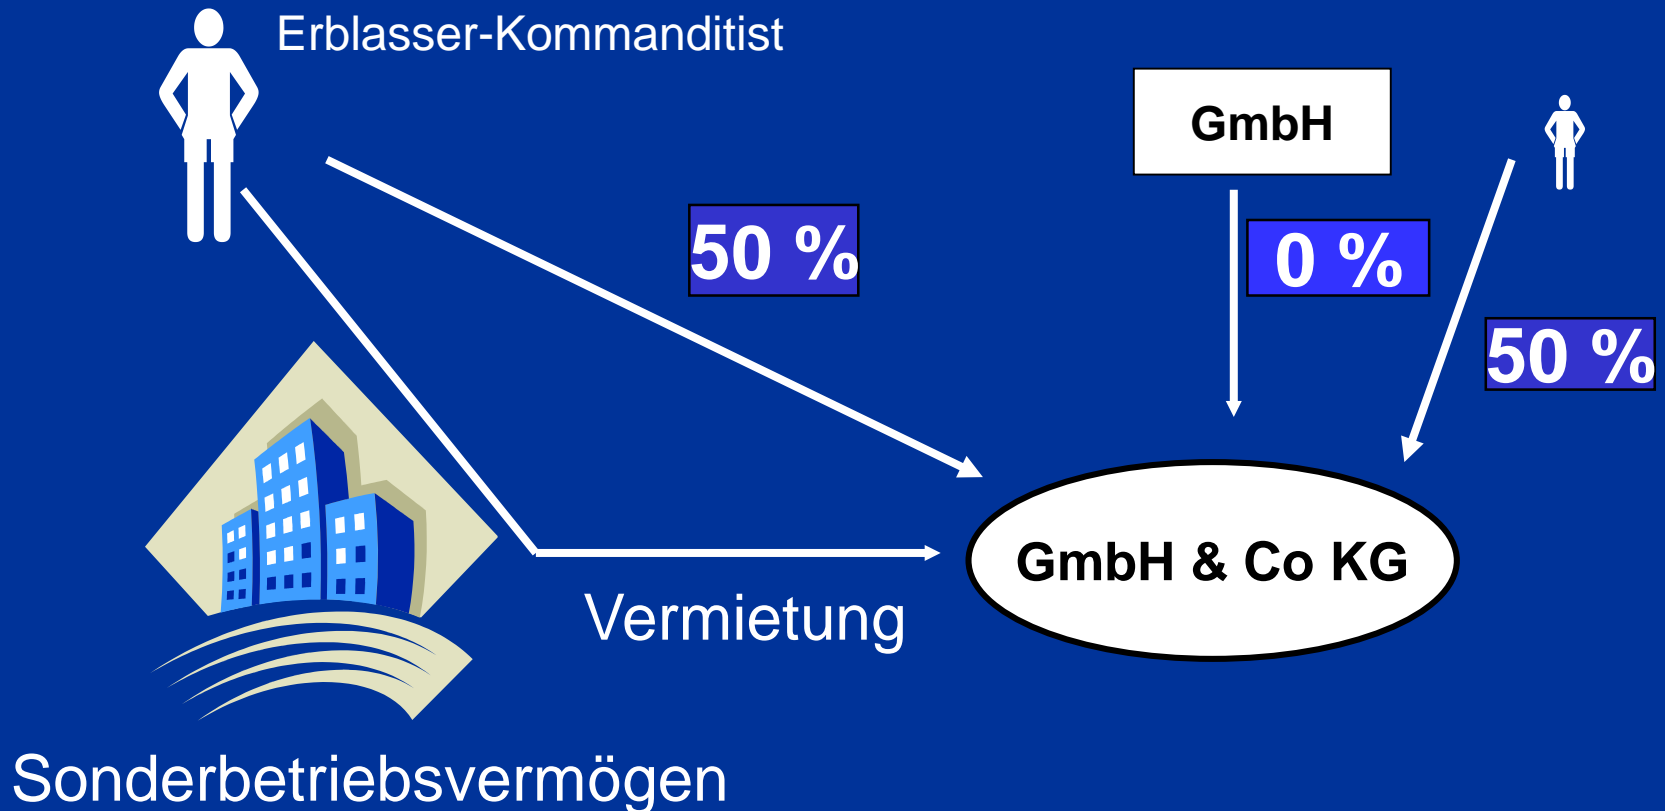 Erblasser-Kommanditist
GmbH
50 %
0 %
50 %
GmbH & Co KG
Vermietung
Sonderbetriebsvermögen